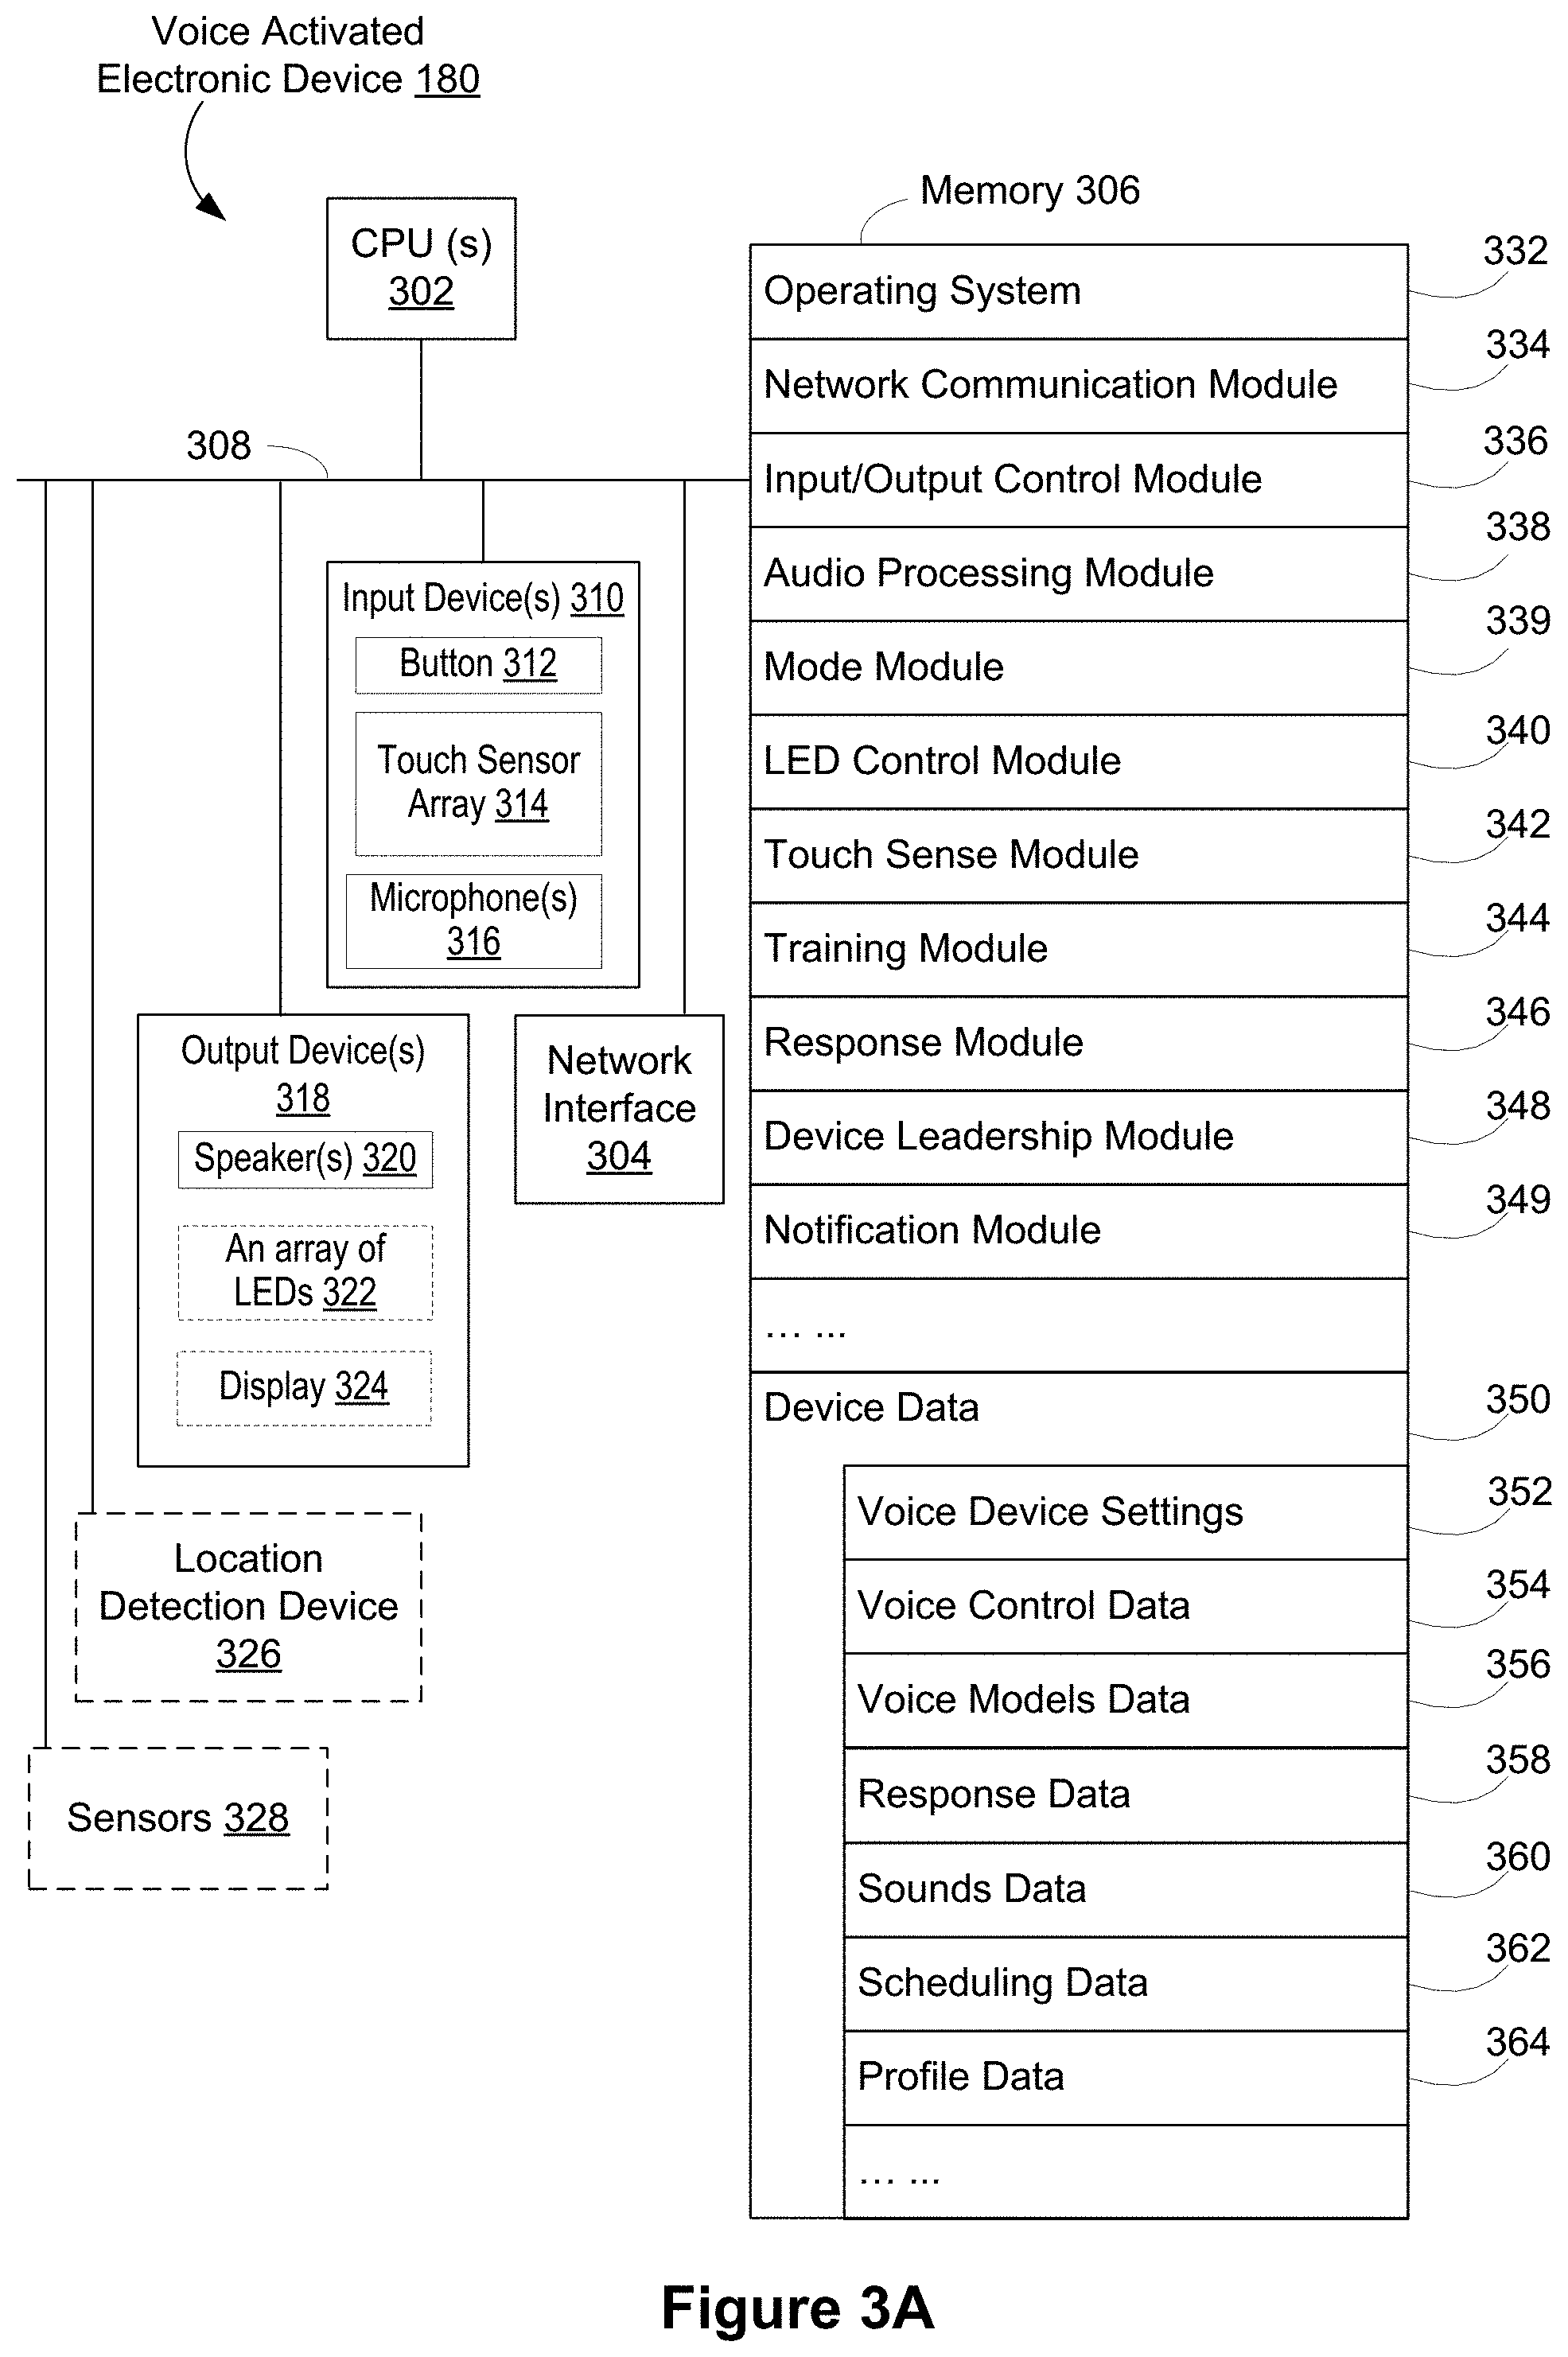 Voice Activated
Electronic Device 180
CPU (s)
302
308
Input Device(s) 310
Button 312
Touch Sensor
Array 314
Microphone(s)
316
Output Device(s)
318
Speaker(s) 320
An array of
LEDs 322
Display 324
Network
Interface
304
Location
Detection Device
326
Sensors 328
Memory 306
Operating System 332
Network Communication Module 334
Input/Output Control Module 336
Audio Processing Module 338
Mode Module 339
LED Control Module 340
Touch Sense Module 342
Training Module 344
Response Module 346
Device Leadership Module 348
Notification Module 349
... ...
Device Data 350
Voice Device Settings 352
Voice Control Data 354
Voice Models Data 356
Response Data 358
Sounds Data 360
Scheduling Data 362
Profile Data 364
... ...
Figure 3A